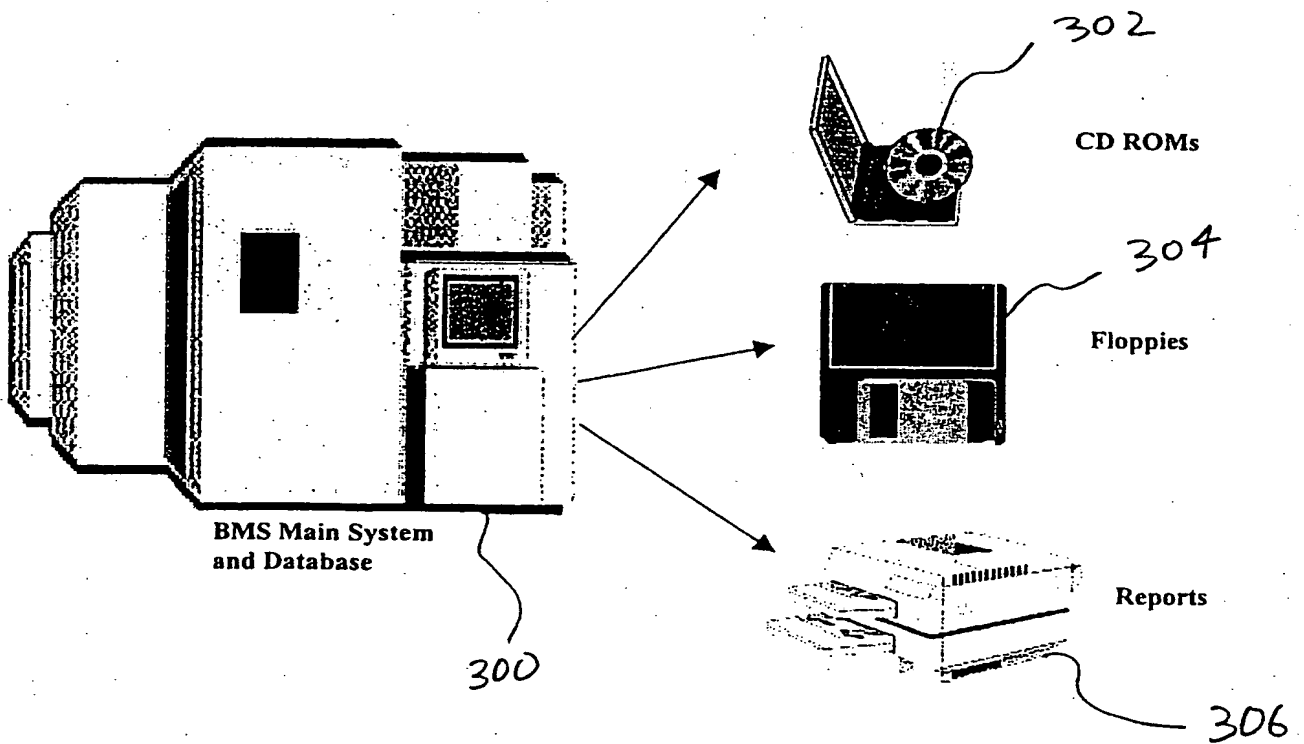 302
CD ROMs
304
Floppies
BMS Main System
and Database
300
Reports
306